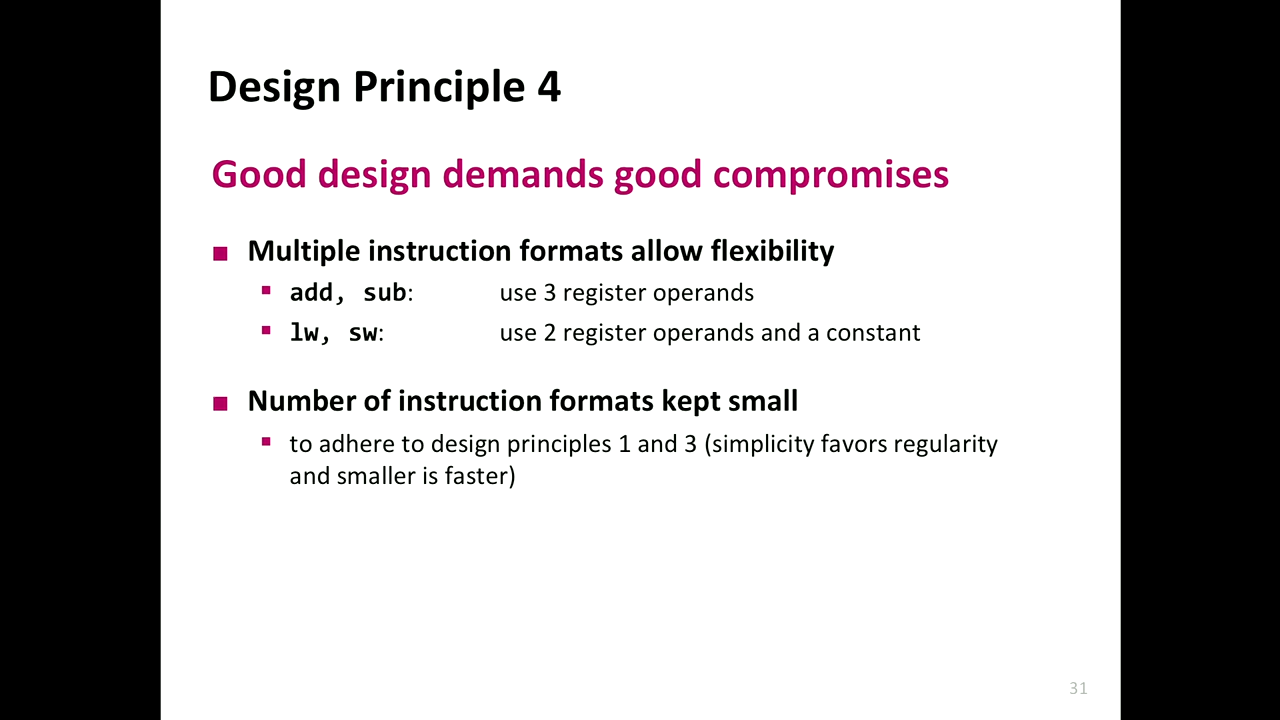 Design Principle 4
Good design demands good compromises
Multiple instruction formats allow flexibility
add, sub: use 3 register operands
lw, sw: use 2 register operands and a constant
Number of instruction formats kept small
to adhere to design principles 1 and 3 (simplicity favors regularity
and smaller is faster)
31